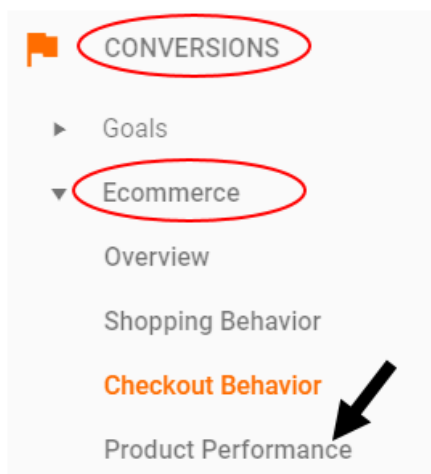 CONVERSIONS
Goals
Ecommerce
Overview
Shopping Behavior
Checkout Behavior
Product Performance